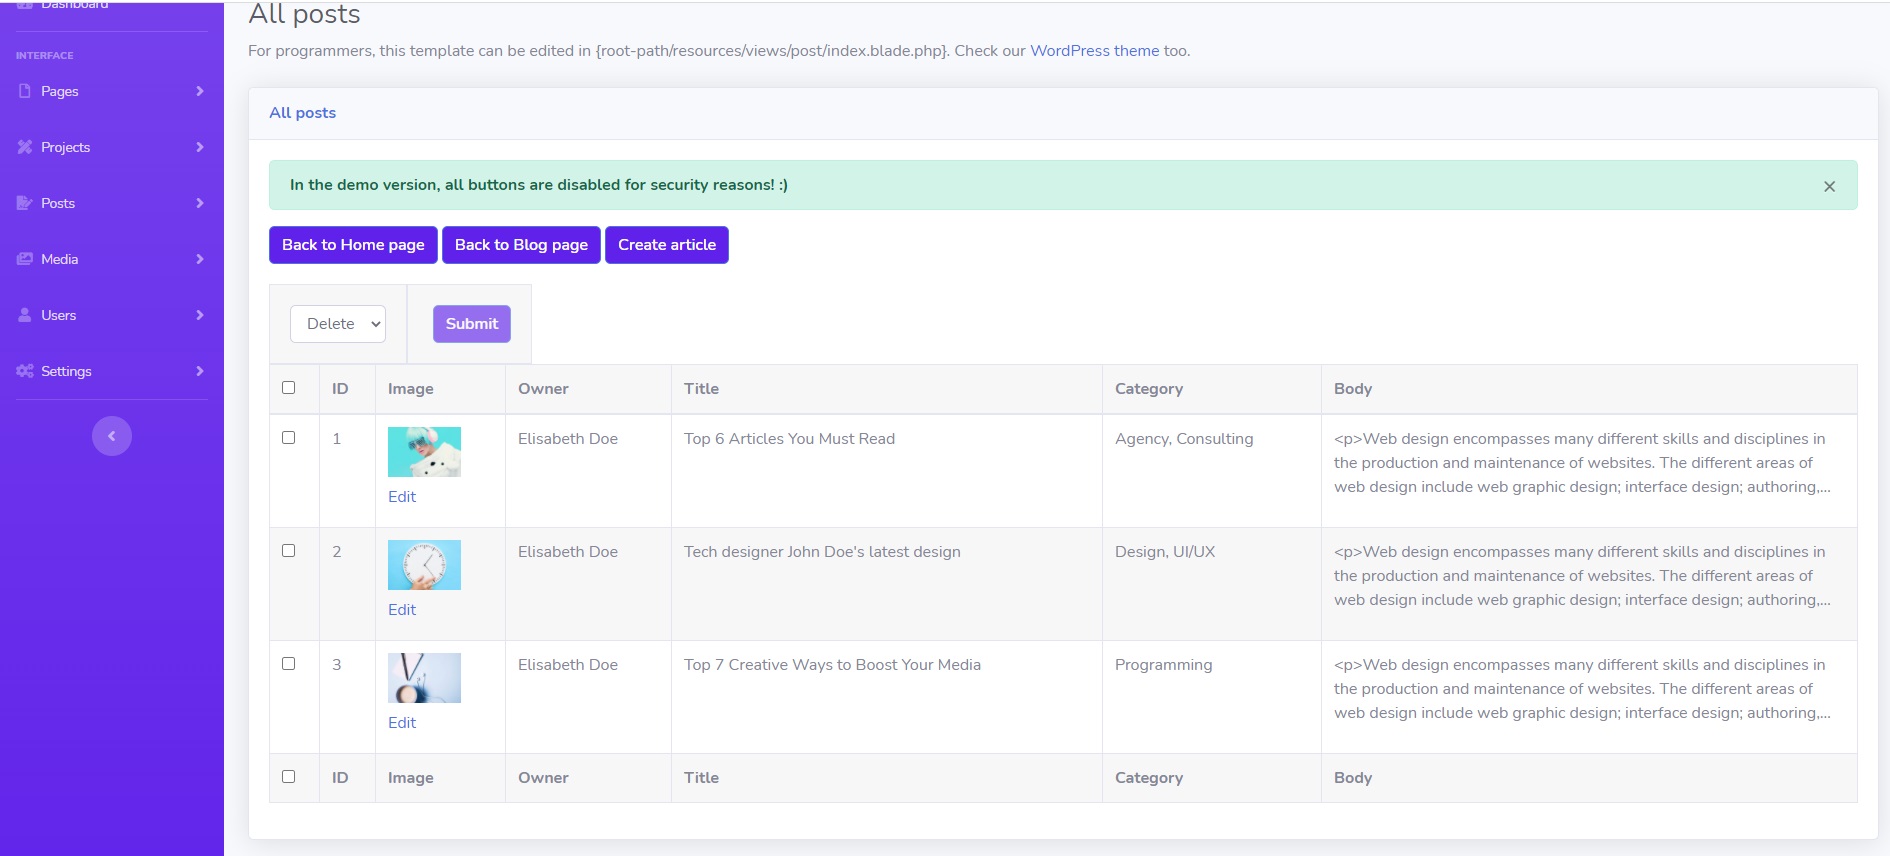 Dashboard
INTERFACE
Pages
Projects
Posts
Media
Users
Settings
All posts
For programmers, this template can be edited in {root-path/resources/views/post/index.blade.php}. Check our WordPress theme too.
All posts
In the demo version, all buttons are disabled for security reasons! :)
×
Back to Home page Back to Blog page Create article
Delete Submit
ID Image Owner Title Category Body
1 Elisabeth Doe Top 6 Articles You Must Read Agency, Consulting <p>Web design encompasses many different skills and disciplines in
the production and maintenance of websites. The different areas of
web design include web graphic design; interface design; authoring,...
Edit
2 Elisabeth Doe Tech designer John Doe's latest design Design, UI/UX <p>Web design encompasses many different skills and disciplines in
the production and maintenance of websites. The different areas of
web design include web graphic design; interface design; authoring,...
Edit
3 Elisabeth Doe Top 7 Creative Ways to Boost Your Media Programming <p>Web design encompasses many different skills and disciplines in
the production and maintenance of websites. The different areas of
web design include web graphic design; interface design; authoring,...
Edit
ID Image Owner Title Category Body